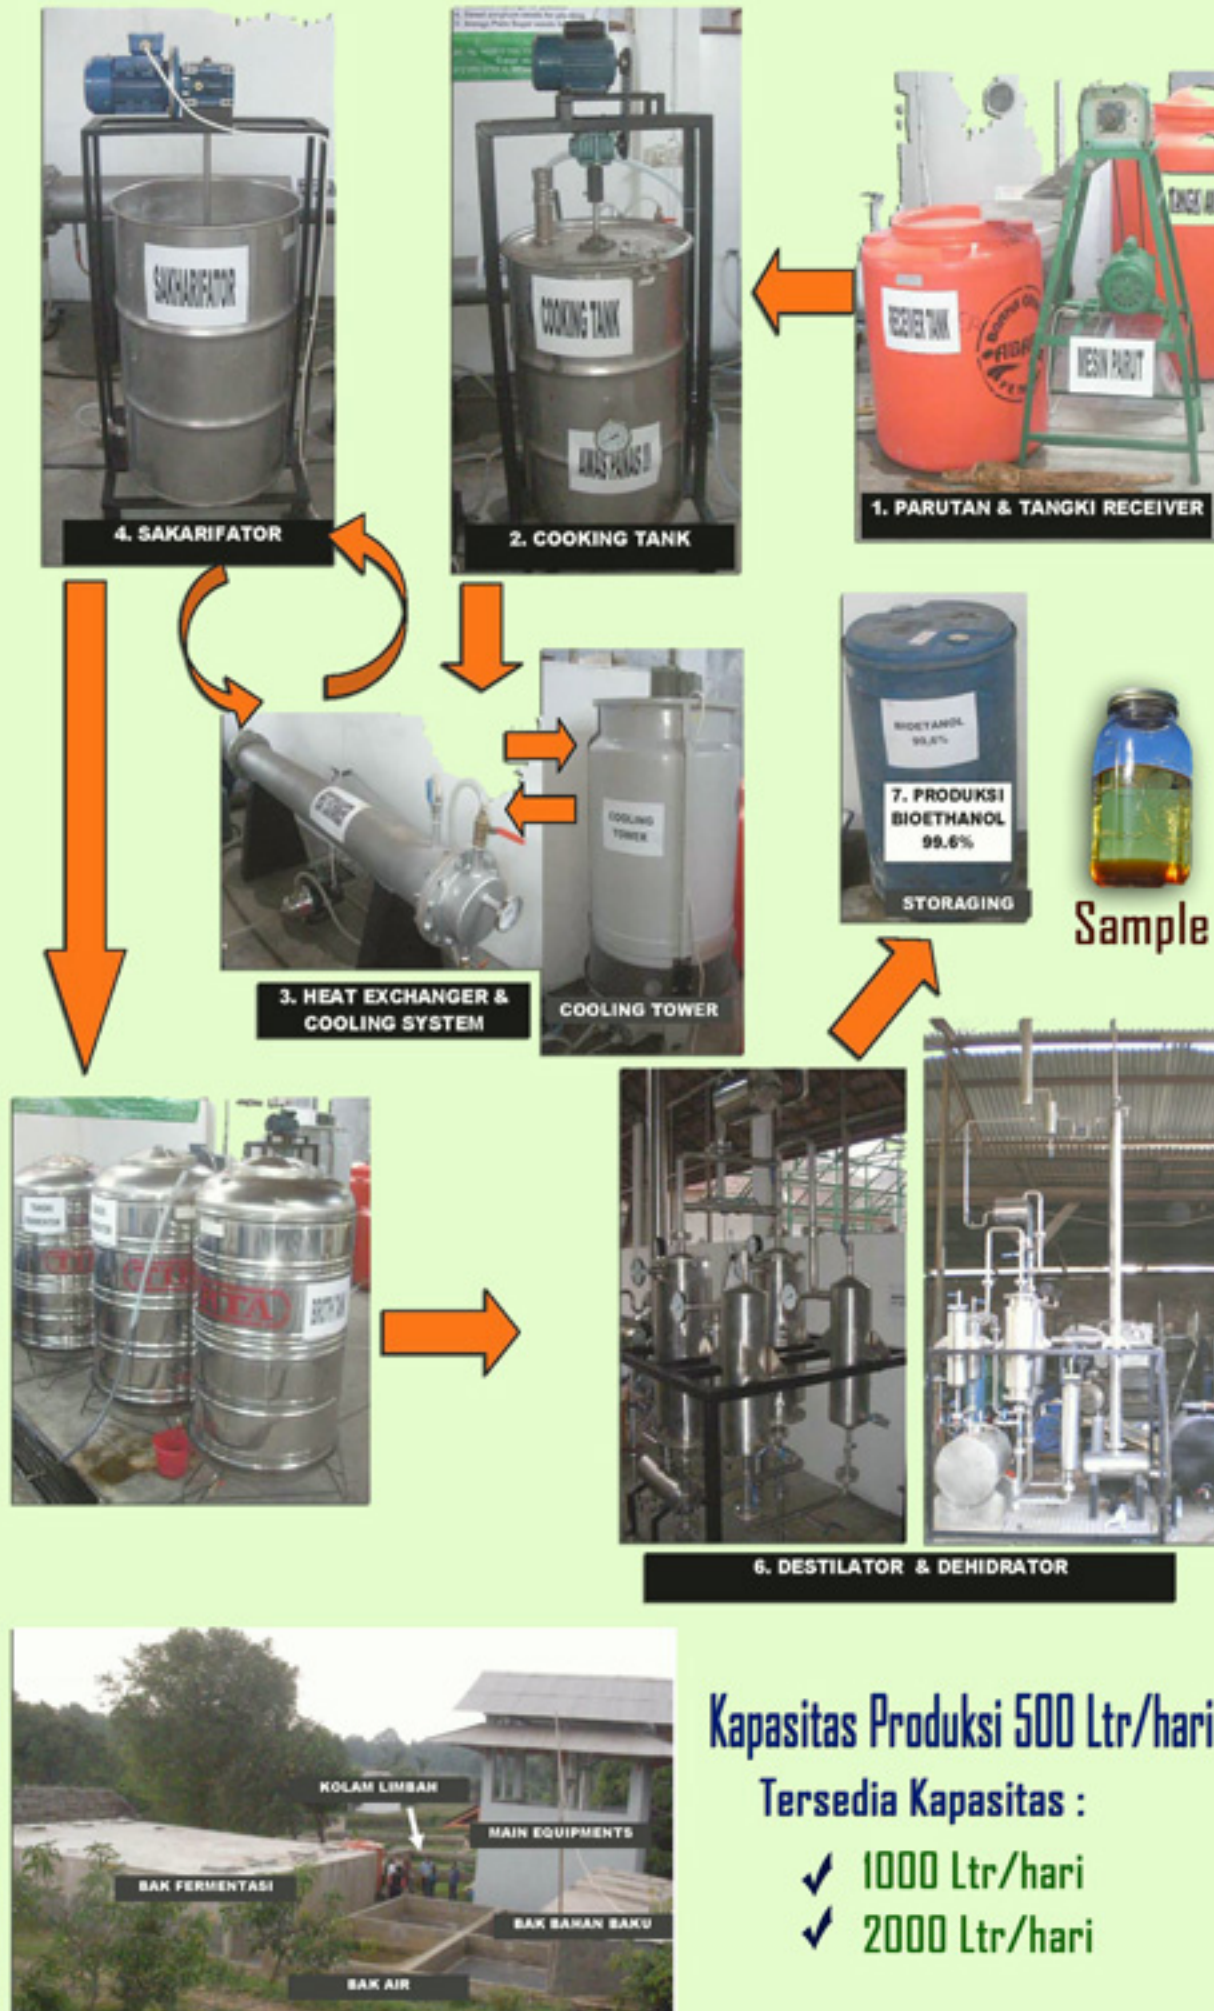 SAKHARIFATOR
4. SAKARIFATOR
COOKING TANK
AWAS PANAS !!!
2. COOKING TANK
RECEIVER TANK
MESIN PARUT
1. PARUTAN & TANGKI RECEIVER
3. HEAT EXCHANGER &
COOLING SYSTEM
COOLING
TOWER
COOLING TOWER
BIOETANOL
99,6%
7. PRODUKSI
BIOETHANOL
99.6%
STORAGING
Sample
BROTH TANK
6. DESTILATOR & DEHIDRATOR
KOLAM LIMBAH
MAIN EQUIPMENTS
BAK FERMENTASI
BAK BAHAN BAKU
BAK AIR
Kapasitas Produksi 500 Ltr/hari
Tersedia Kapasitas :
1000 Ltr/hari
2000 Ltr/hari